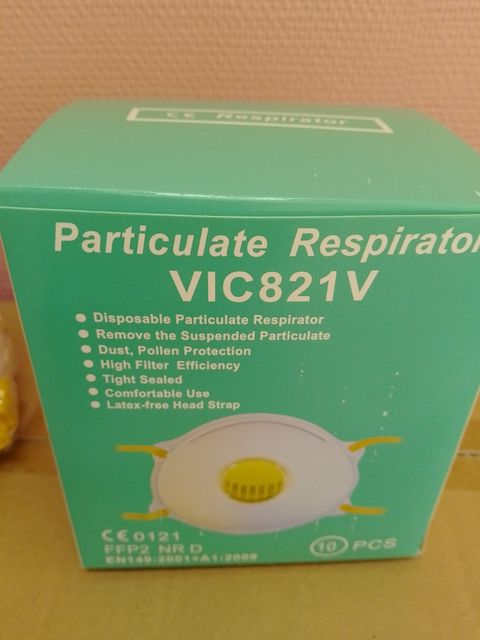 CE Respirator
Particulate Respirator
VIC821V
Disposable Particulate Respirator
Remove the Suspended Particulate
Dust, Pollen Protection
High Filter Efficiency
Tight Sealed
Comfortable Use
Latex-free Head Strap
CE 0121
FFP2 NR D
EN149:2001+A1:2009
10 PCS